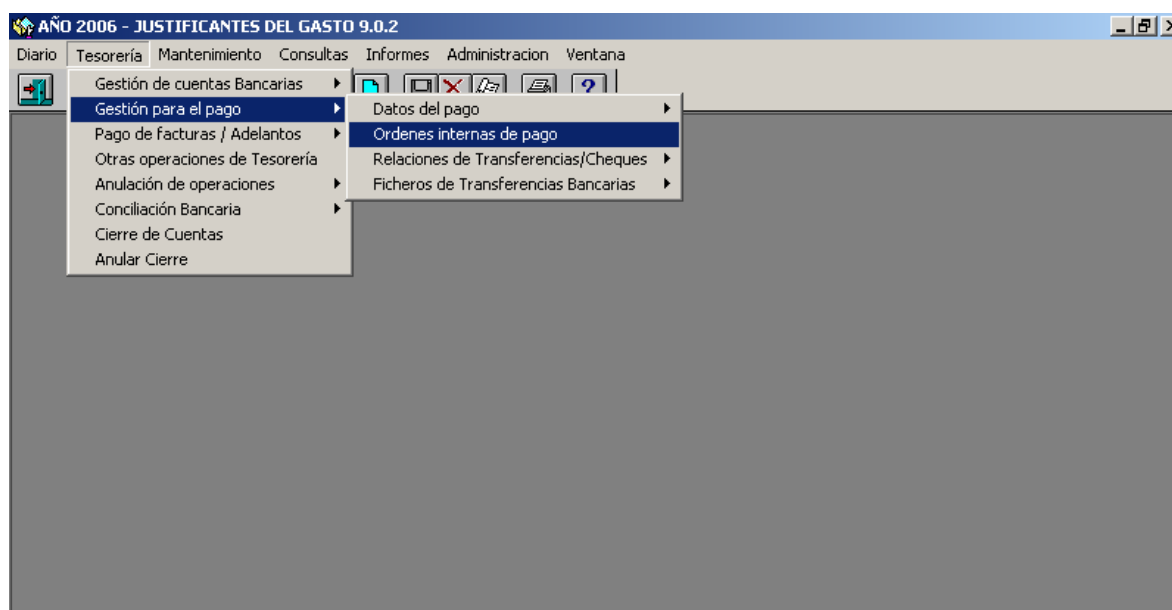 AÑO 2006 - JUSTIFICANTES DEL GASTO 9.0.2
Diario Tesorería Mantenimiento Consultas Informes Administracion Ventana
Gestión de cuentas Bancarias
Gestión para el pago
Pago de facturas / Adelantos
Otras operaciones de Tesorería
Anulación de operaciones
Conciliación Bancaria
Cierre de Cuentas
Anular Cierre
Datos del pago
Ordenes internas de pago
Relaciones de Transferencias/Cheques
Ficheros de Transferencias Bancarias